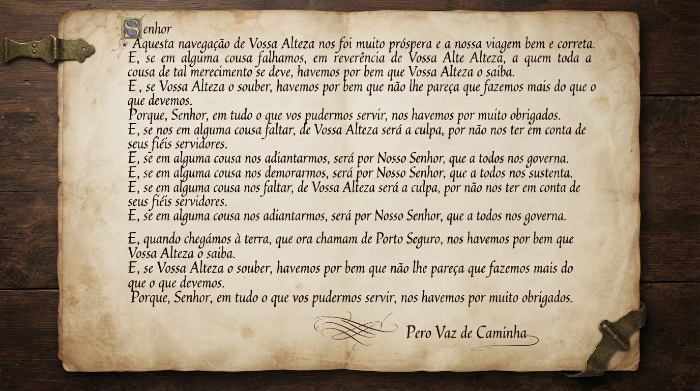 Senhor
Aquesta navegação de Vossa Alteza nos foi muito próspera e a nossa viagem bem e correta.
E, se em alguma cousa falhamos, em reverência de Vossa Alte Alteza, a quem toda a
cousa de tal merecimento se deve, havemos por bem que Vossa Alteza o saiba.
E, se Vossa Alteza o souber, havemos por bem que não lhe pareça que fazemos mais do que o
que devemos.
Porque, Senhor, em tudo o que vos pudermos servir, nos havemos por muito obrigados.
E, se nos em alguma cousa faltar, de Vossa Alteza será a culpa, por não nos ter em conta de
seus fiéis servidores.
E, se em alguma cousa nos adiantarmos, será por Nosso Senhor, que a todos nos governa.
E, se em alguma cousa nos demorarmos, será por Nosso Senhor, que a todos nos sustenta.
E, se em alguma cousa nos faltar, de Vossa Alteza será a culpa, por não nos ter em conta de
seus fiéis servidores.
E, se em alguma cousa nos adiantarmos, será por Nosso Senhor, que a todos nos governa.
E, quando chegámos à terra, que ora chamam de Porto Seguro, nos havemos por bem que
Vossa Alteza o saiba.
E, se Vossa Alteza o souber, havemos por bem que não lhe pareça que fazemos mais do
que o que devemos.
Porque, Senhor, em tudo o que vos pudermos servir, nos havemos por muito obrigados.
Pero Vaz de Caminha